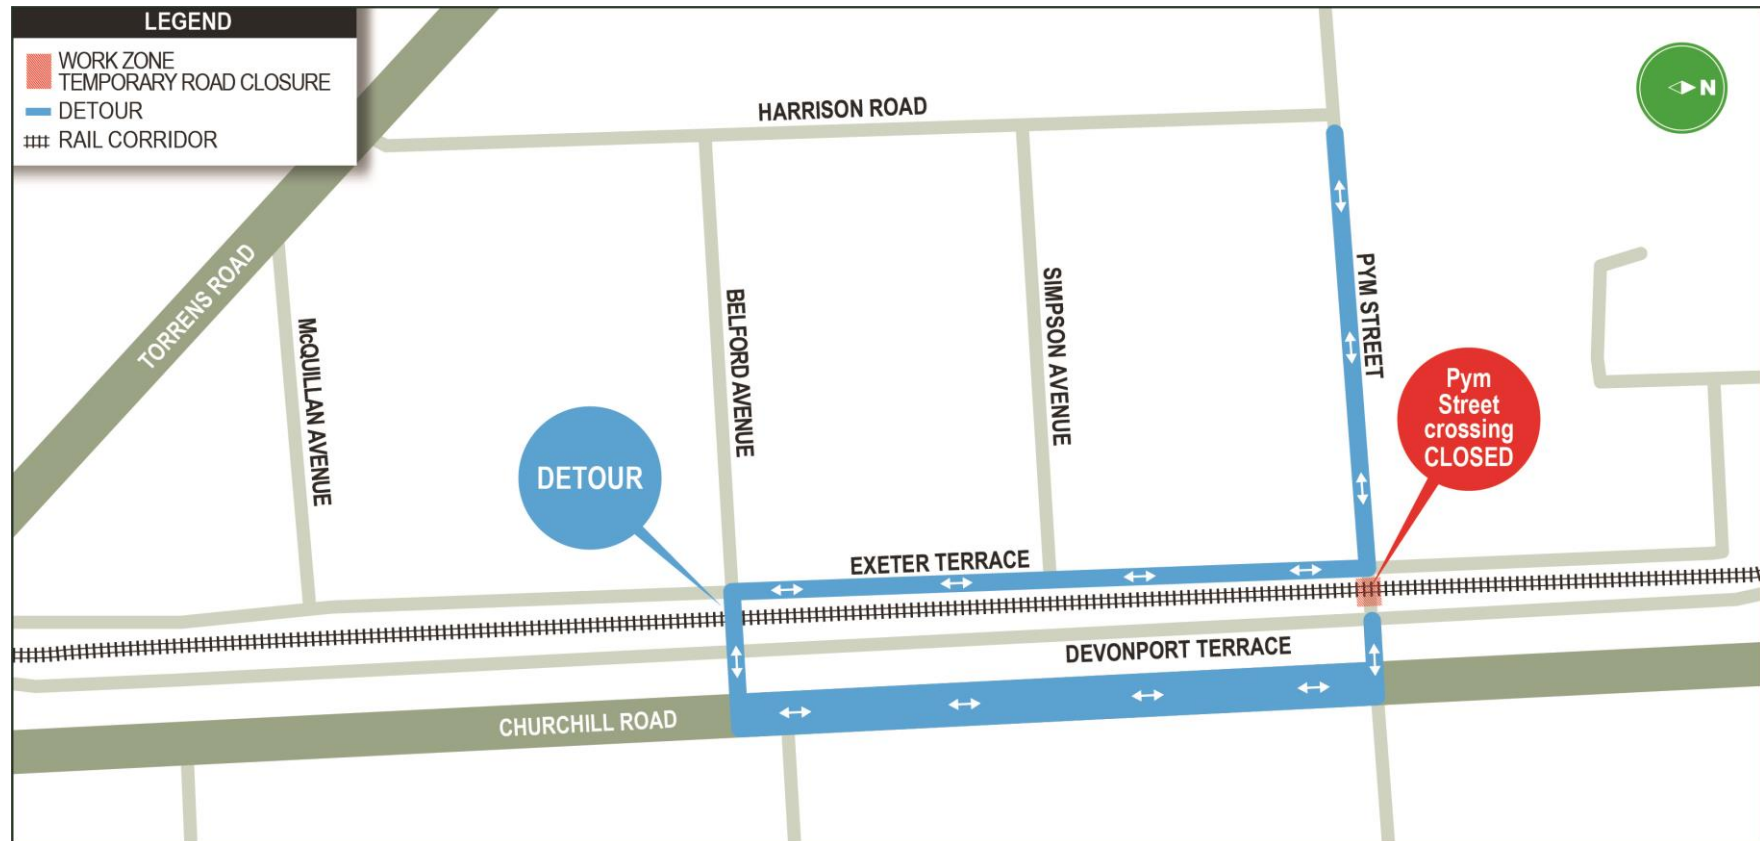 LEGEND
WORK ZONE
TEMPORARY ROAD CLOSURE
DETOUR
RAIL CORRIDOR
N
HARRISON ROAD
TORRENS ROAD
McQUILLAN AVENUE
BELFORD AVENUE
SIMPSON AVENUE
PYM STREET
Pym
Street
crossing
CLOSED
DETOUR
EXETER TERRACE
DEVONPORT TERRACE
CHURCHILL ROAD